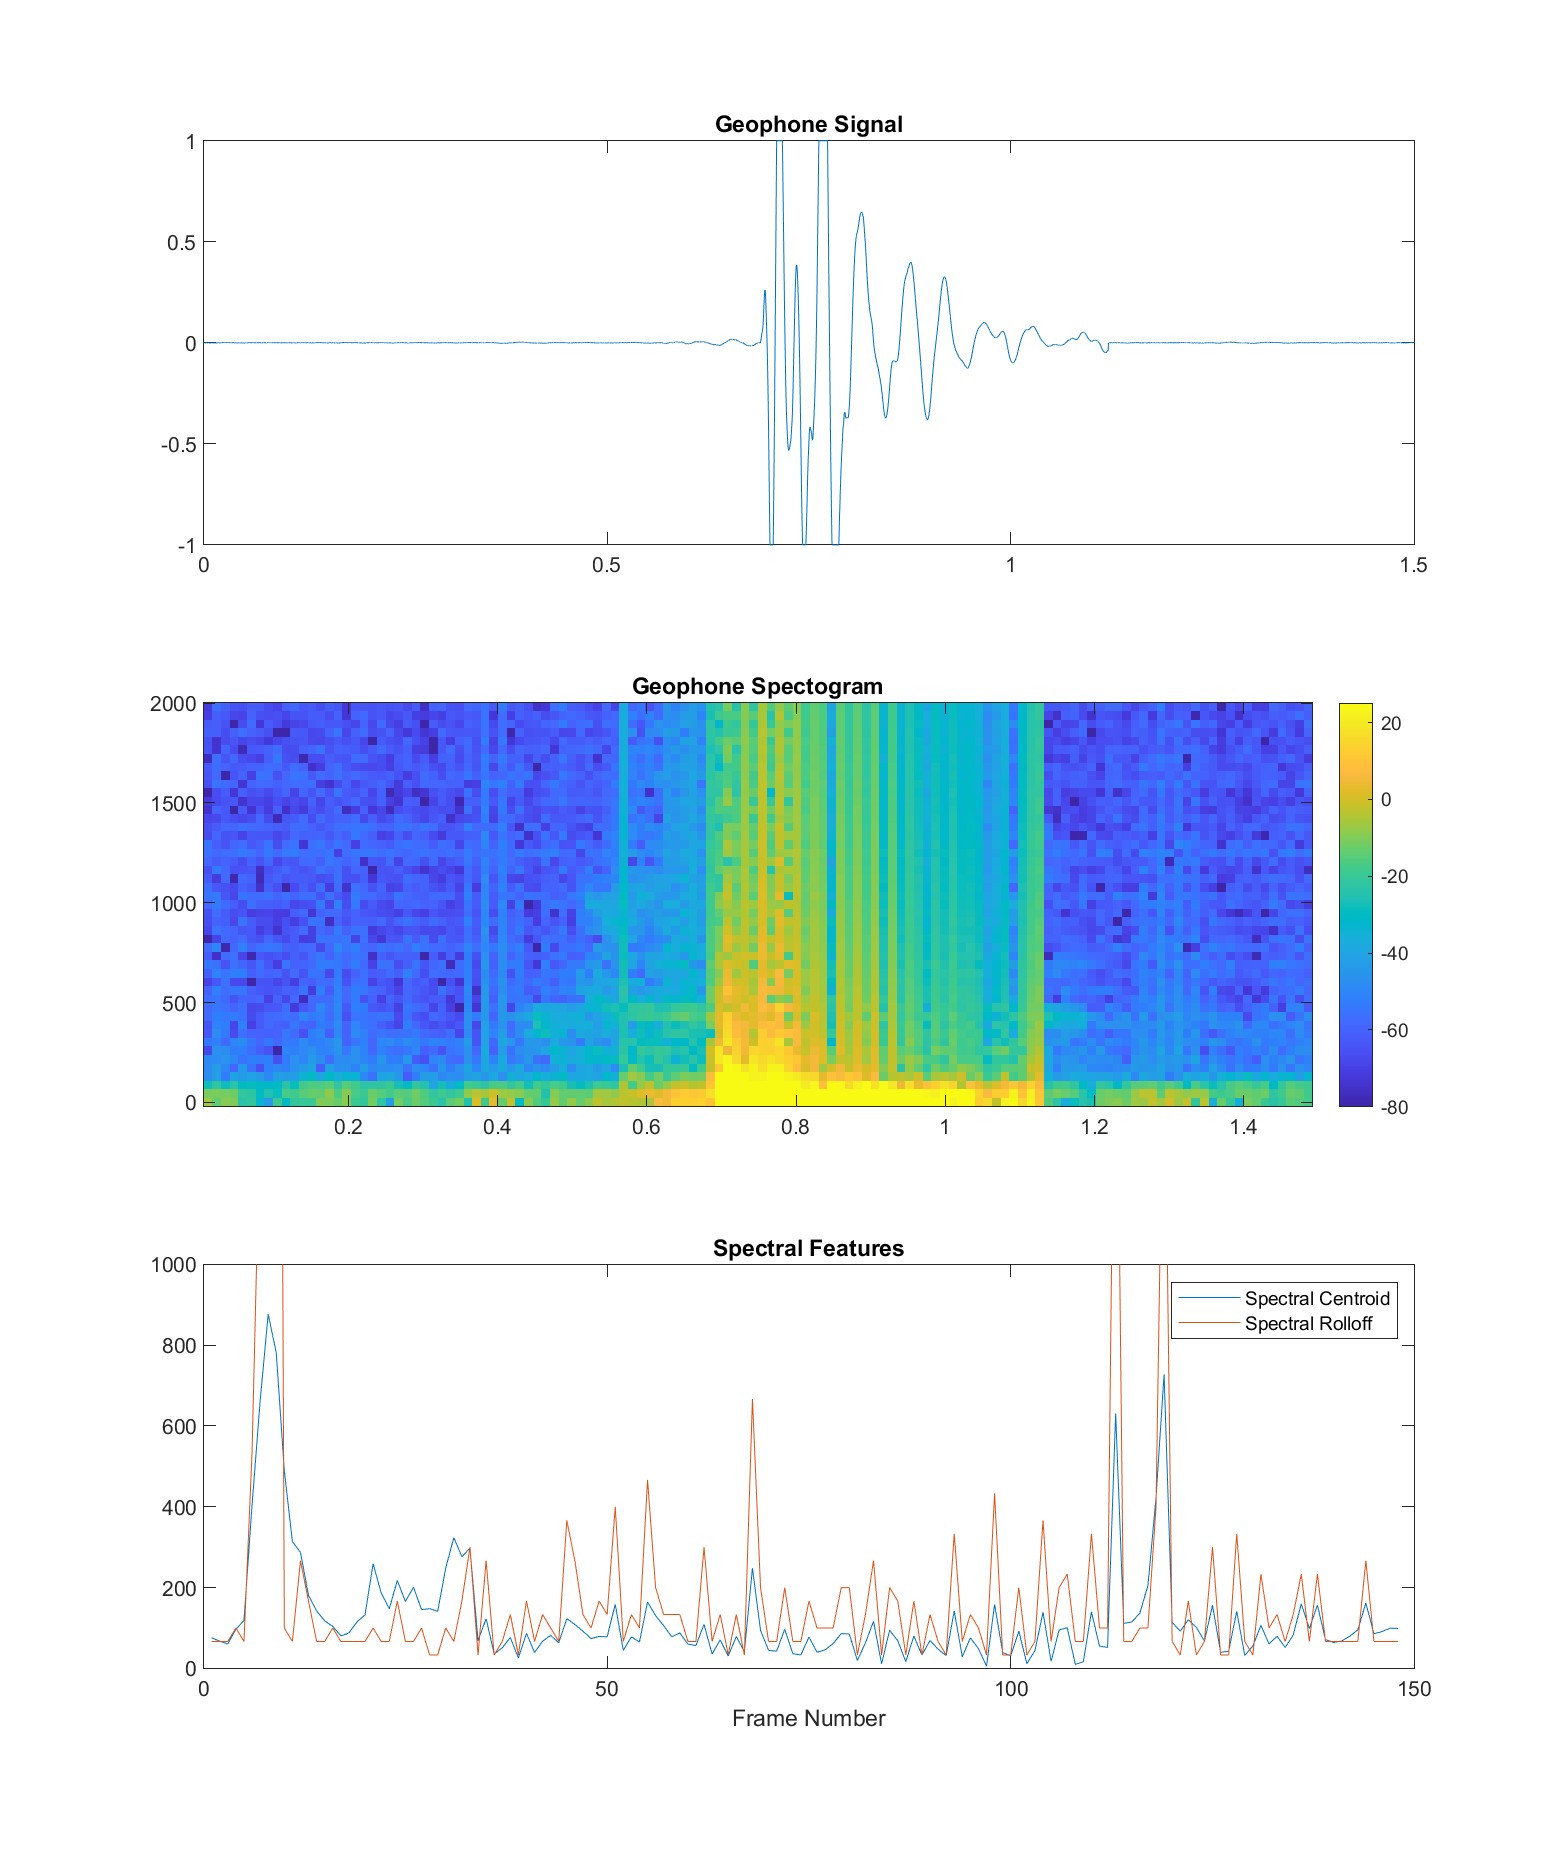 Geophone Signal
1
0.5
0
-0.5
-1
0 0.5 1 1.5
Geophone Spectogram
2000
1500
1000
500
0
0.2 0.4 0.6 0.8 1 1.2 1.4
20
0
-20
-40
-60
-80
Spectral Features
1000
800
600
400
200
0
Spectral Centroid
Spectral Rolloff
0 50 100 150
Frame Number